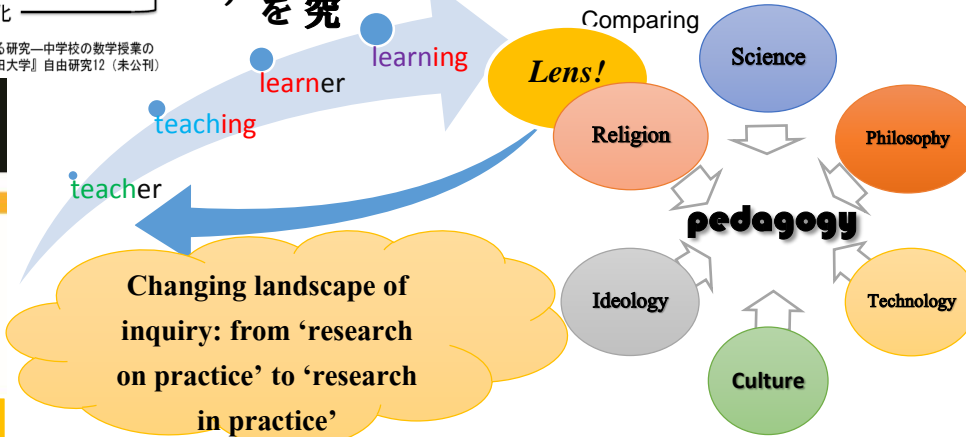 化
る研究―中学校の数学授業の
田大学』自由研究12（未公刊）
を究
Comparing
learning
learner
teaching
teacher
Lens!
Science
Religion
Philosophy
pedagogy
Ideology
Technology
Culture
Changing landscape of
inquiry: from ‘research
on practice’ to ‘research
in practice’